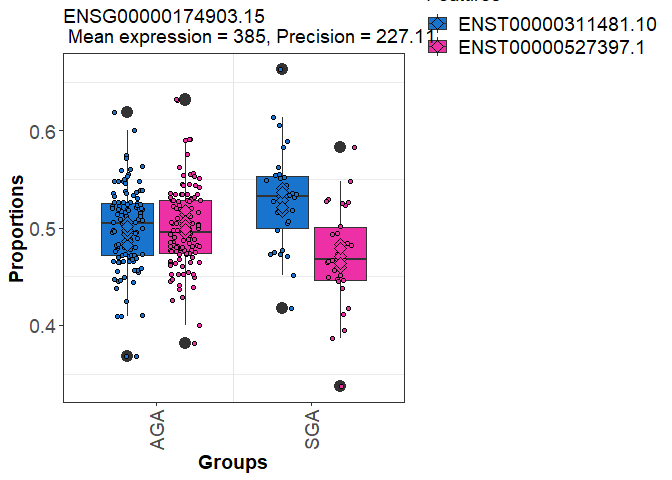 ENSG00000174903.15
Mean expression = 385, Precision = 227.11
ENST00000311481.10
ENST00000527397.1
0.6
0.5
0.4
Proportions
AGA
SGA
Groups